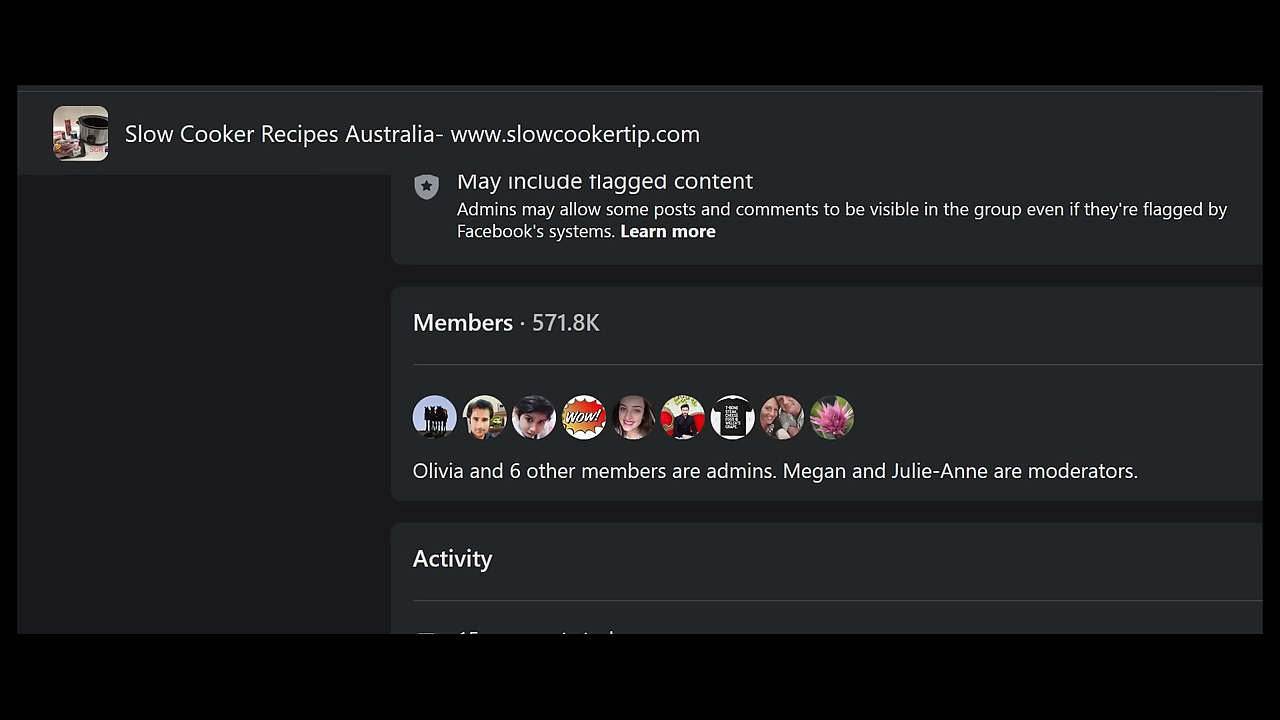 Slow Cooker Recipes Australia- www.slowcookertip.com
May include flagged content
Admins may allow some posts and comments to be visible in the group even if they're flagged by
Facebook's systems. Learn more
Members · 571.8K
WOW!
Olivia and 6 other members are admins. Megan and Julie-Anne are moderators.
Activity